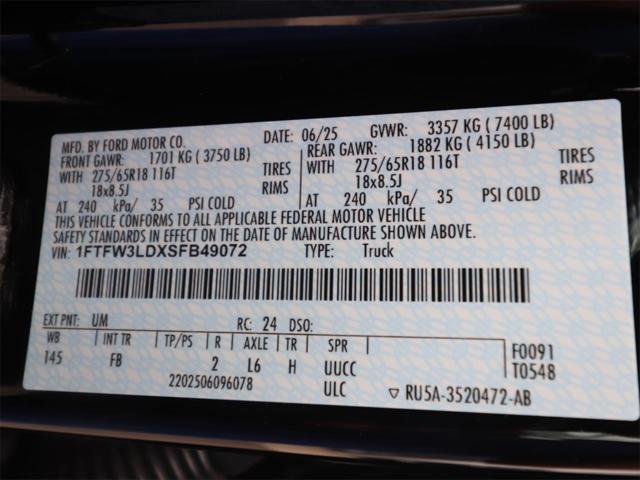 MFD. BY FORD MOTOR CO. DATE: 06/25 GVWR: 3357 KG ( 7400 LB)
FRONT GAWR: 1701 KG ( 3750 LB) REAR GAWR: 1882 KG ( 4150 LB)
WITH 275/65R18 116T TIRES WITH 275/65R18 116T TIRES
18x8.5J RIMS 18x8.5J RIMS
AT 240 kPa/ 35 PSI COLD AT 240 kPa/ 35 PSI COLD
THIS VEHICLE CONFORMS TO ALL APPLICABLE FEDERAL MOTOR VEHICLE
SAFETY STANDARDS IN EFFECT ON THE DATE OF MANUFACTURE SHOWN ABOVE.
VIN: 1FTFW3LDXSFB49072 TYPE: Truck
EXT PNT: UM RC: 24 DSO:
WB INT TR TP/PS R AXLE TR SPR
145 FB 2 L6 H UUCC
F0091
T0548
2202506096078 ULC RU5A-3520472-AB